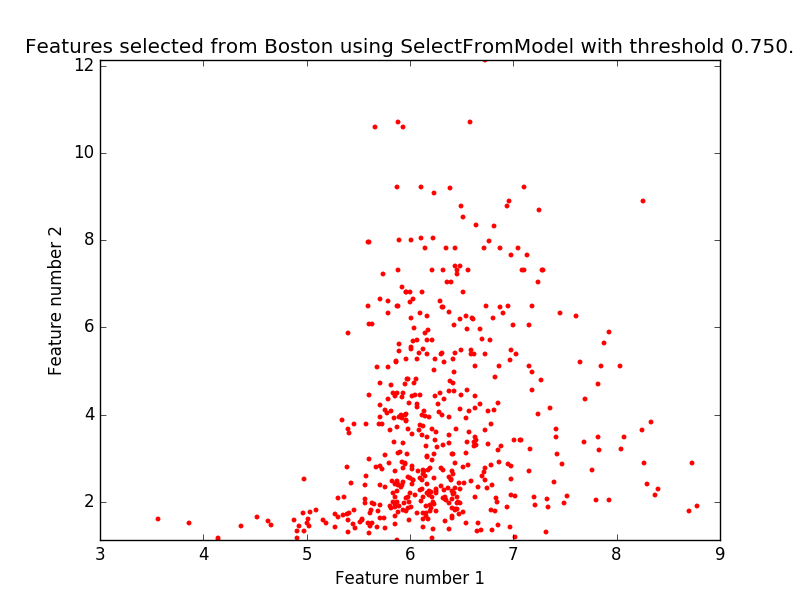 Features selected from Boston using SelectFromModel with threshold 0.750.
12
10
8
6
4
2
Feature number 2
3 4 5 6 7 8 9
Feature number 1